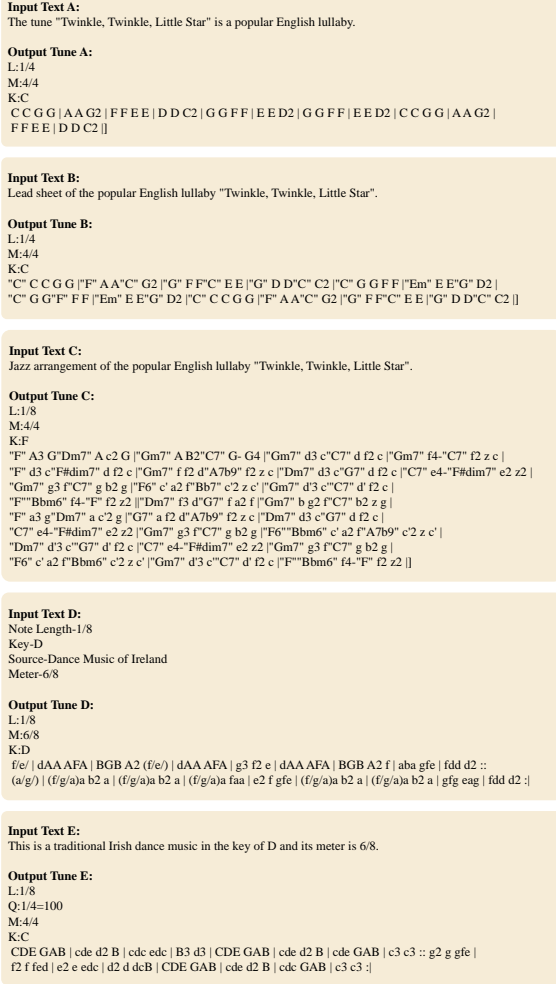 Input Text A:
The tune "Twinkle, Twinkle, Little Star" is a popular English lullaby.
Output Tune A:
L:1/4
M:4/4
K:C
C C G G | A A G2 | F F E E | D D C2 | G G F F | E E D2 | G G F F | E E D2 | C C G G | A A G2 |
F F E E | D D C2 |]
Input Text B:
Lead sheet of the popular English lullaby "Twinkle, Twinkle, Little Star".
Output Tune B:
L:1/4
M:4/4
K:C
"C" C C G G |"F" A A"C" G2 |"G" F F"C" E E |"G" D D"C" C2 |"C" G G F F |"Em" E E"G" D2 |
"C" G G"F" F F |"Em" E E"G" D2 |"C" C C G G |"F" A A"C" G2 |"G" F F"C" E E |"G" D D"C" C2 |]
Input Text C:
Jazz arrangement of the popular English lullaby "Twinkle, Twinkle, Little Star".
Output Tune C:
L:1/8
M:4/4
K:F
"F" A3 G"Dm7" A c2 G |"Gm7" A B2"C7" G- G4 |"Gm7" d3 c"C7" d f2 c |"Gm7" f4-"C7" f2 z c |
"F" d3 c"F#dim7" d f2 c |"Gm7" f f2 d"A7b9" f2 z c |"Dm7" d3 c"G7" d f2 c |"C7" e4-"F#dim7" e2 z2 |
"Gm7" g3 f"C7" g b2 g |"F6" c' a2 f"Bb7" c'2 z c' |"Gm7" d'3 c'"C7" d' f2 c |
"F""Bbm6" f4-"F" f2 z2 ||"Dm7" f3 d"G7" f a2 f |"Gm7" b g2 f"C7" b2 z g |
"F" a3 g"Dm7" a c'2 g |"G7" a f2 d"A7b9" f2 z c |"Dm7" d3 c"G7" d f2 c |
"C7" e4-"F#dim7" e2 z2 |"Gm7" g3 f"C7" g b2 g |"F6""Bbm6" c' a2 f"A7b9" c'2 z c' |
"Dm7" d'3 c'"G7" d' f2 c |"C7" e4-"F#dim7" e2 z2 |"Gm7" g3 f"C7" g b2 g |
"F6" c' a2 f"Bbm6" c'2 z c' |"Gm7" d'3 c'"C7" d' f2 c |"F""Bbm6" f4-"F" f2 z2 |]
Input Text D:
Note Length-1/8
Key-D
Source-Dance Music of Ireland
Meter-6/8
Output Tune D:
L:1/8
M:6/8
K:D
f/e/ | dAA AFA | BGB A2 (f/e/) | dAA AFA | g3 f2 e | dAA AFA | BGB A2 f | aba gfe | fdd d2 ::
(a/g/) | (f/g/a)a b2 a | (f/g/a)a b2 a | (f/g/a)a faa | e2 f gfe | (f/g/a)a b2 a | (f/g/a)a b2 a | gfg eag | fdd d2 :|
Input Text E:
This is a traditional Irish dance music in the key of D and its meter is 6/8.
Output Tune E:
L:1/8
Q:1/4=100
M:4/4
K:C
CDE GAB | cde d2 B | cdc edc | B3 d3 | CDE GAB | cde d2 B | cde GAB | c3 c3 :: g2 g gfe |
f2 f fed | e2 e edc | d2 d dcB | CDE GAB | cde d2 B | cdc GAB | c3 c3 :|